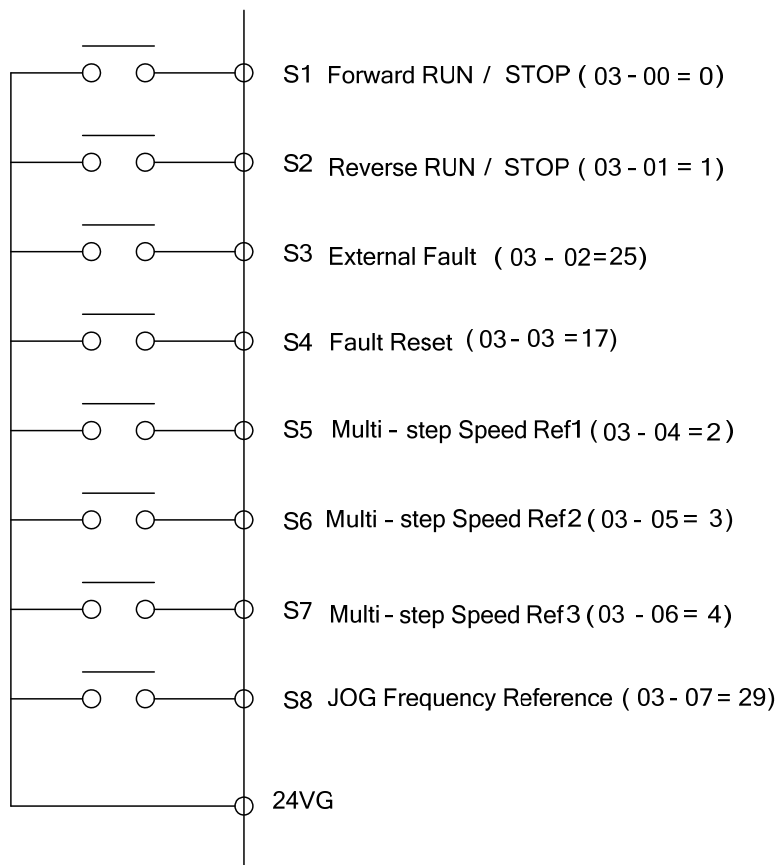 S1 Forward RUN / STOP ( 03 - 00 = 0)
S2 Reverse RUN / STOP ( 03 - 01 = 1)
S3 External Fault ( 03 - 02=25)
S4 Fault Reset ( 03 - 03 =17)
S5 Multi - step Speed Ref1 ( 03 - 04 =2)
S6 Multi - step Speed Ref2 ( 03 - 05 = 3)
S7 Multi - step Speed Ref3 ( 03 - 06 = 4)
S8 JOG Frequency Reference ( 03 - 07 = 29)
24VG